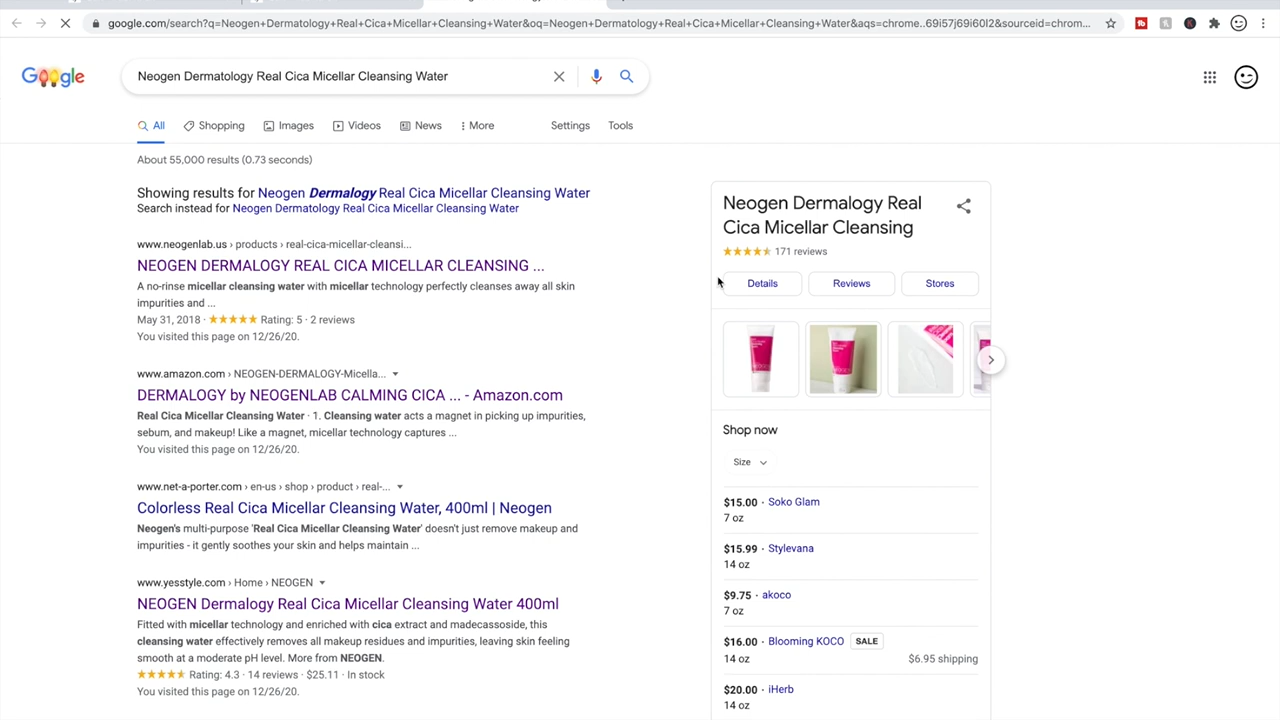 google.com/search?q=Neogen+Dermatology+Real+Cica+Micellar+Cleansing+Water&oq=Neogen+Dermatology+Real+Cica+Micellar+Cleansing+Water&aqs=chrome..69i57j69i60l2&sourceid=chrom...
Google
Neogen Dermatology Real Cica Micellar Cleansing Water
All
Shopping
Images
Videos
News
More
Settings
Tools
About 55,000 results (0.73 seconds)
Showing results for Neogen Dermalogy Real Cica Micellar Cleansing Water
Search instead for Neogen Dermatology Real Cica Micellar Cleansing Water
www.neogenlab.us › products › real-cica-micellar-cleansi...
NEOGEN DERMALOGY REAL CICA MICELLAR CLEANSING ...
A no-rinse micellar cleansing water with micellar technology perfectly cleanses away all skin
impurities and ...
May 31, 2018 · Rating: 5 · 2 reviews
You visited this page on 12/26/20.
www.amazon.com › NEOGEN-DERMALOGY-Micella...
DERMALOGY by NEOGENLAB CALMING CICA ... - Amazon.com
Real Cica Micellar Cleansing Water · 1. Cleansing water acts a magnet in picking up impurities,
sebum, and makeup! Like a magnet, micellar technology captures ...
You visited this page on 12/26/20.
www.net-a-porter.com › en-us › shop › product › real-...
Colorless Real Cica Micellar Cleansing Water, 400ml | Neogen
Neogen's multi-purpose 'Real Cica Micellar Cleansing Water' doesn't just remove makeup and
impurities - it gently soothes your skin and helps maintain ...
www.yesstyle.com › Home › NEOGEN
NEOGEN Dermalogy Real Cica Micellar Cleansing Water 400ml
Fitted with micellar technology and enriched with cica extract and madecassoside, this
cleansing water effectively removes all makeup residues and impurities, leaving skin feeling
smooth at a moderate pH level. More from NEOGEN.
Rating: 4.3 · 14 reviews · $25.11 · In stock
You visited this page on 12/26/20.
Neogen Dermalogy Real
Cica Micellar Cleansing
171 reviews
Details
Reviews
Stores
Shop now
Size
$15.00 · Soko Glam
7 oz
$15.99 · Stylevana
14 oz
$9.75 · akoco
7 oz
$16.00 · Blooming KOCO SALE
14 oz $6.95 shipping
$20.00 · iHerb
14 oz